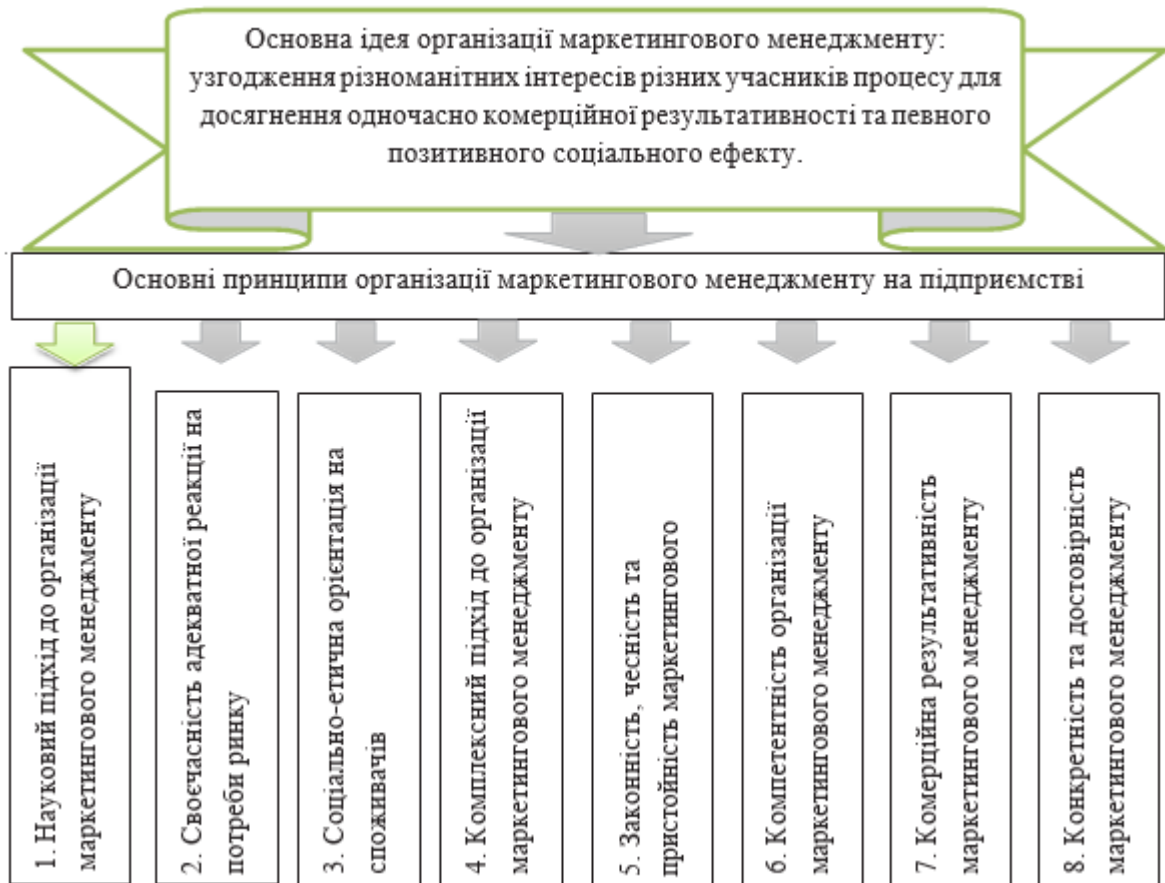 Основна ідея організації маркетингового менеджменту:
узгодження різноманітних інтересів різних учасників процесу для
досягнення одночасно комерційної результативності та певного
позитивного соціального ефекту.
Основні принципи організації маркетингового менеджменту на підприємстві
1. Науковий підхід до організації
маркетингового менеджменту
2. Своєчасність адекватної реакції на
потреби ринку
3. Соціально-етична орієнтація на
споживачів
4. Комплексний підхід до організації
маркетингового менеджменту
5. Законність, чесність та
пристойність маркетингового
6. Компетентність організації
маркетингового менеджменту
7. Комерційна результативність
маркетингового менеджменту
8. Конкретність та достовірність
маркетингового менеджменту